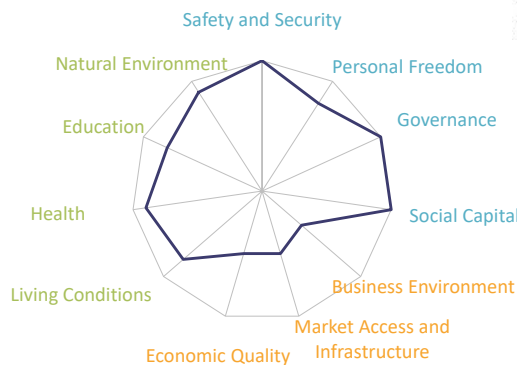 Safety and Security
Natural Environment
Personal Freedom
Education
Governance
Health
Social Capital
Living Conditions
Business Environment
Market Access and
Infrastructure
Economic Quality